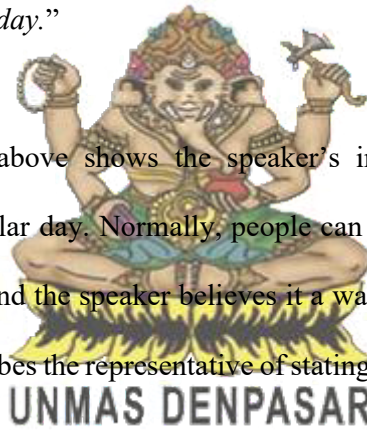 day.”
above shows the speaker’s
lar day. Normally, people can
nd the speaker believes it a wa
bes the representative of stating
UNMAS DENPASAR